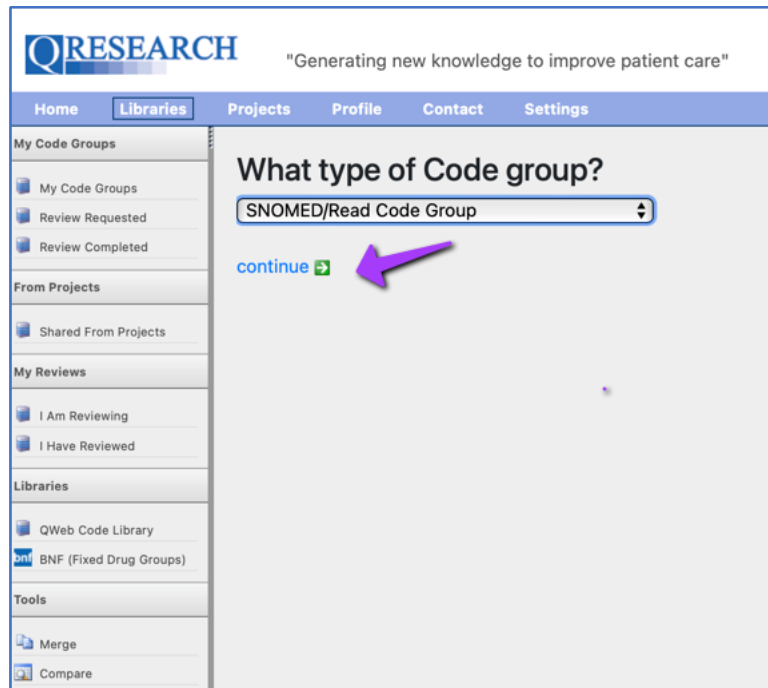 QRESEARCH
"Generating new knowledge to improve patient care"
Home Libraries Projects Profile Contact Settings
My Code Groups
My Code Groups
Review Requested
Review Completed
From Projects
Shared From Projects
My Reviews
I Am Reviewing
I Have Reviewed
Libraries
QWeb Code Library
bnf BNF (Fixed Drug Groups)
Tools
Merge
Compare
What type of Code group?
SNOMED/Read Code Group
continue